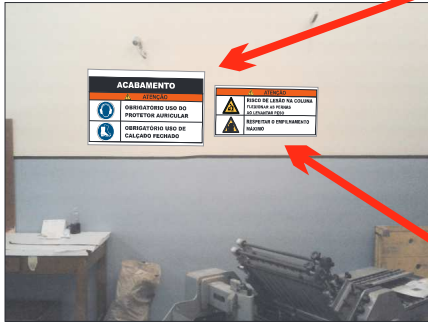 ACABAMENTO
ATENÇÃO
OBRIGATÓRIO USO DO
PROTETOR AURICULAR
OBRIGATÓRIO USO DE
CALÇADO FECHADO
ATENÇÃO
RISCO DE LESÃO NA COLUNA
FLEXIONAR AS PERNAS
AO LEVANTAR PESO
RESPEITAR O EMPILHAMENTO
MÁXIMO